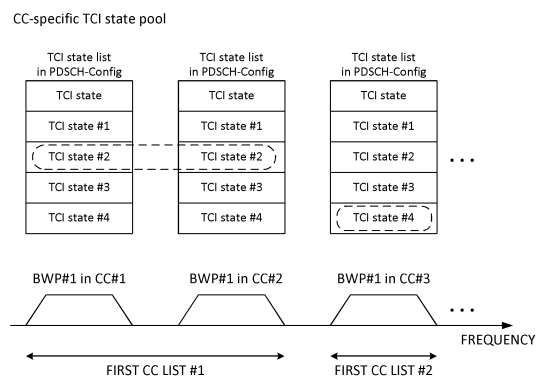 CC-specific TCI state pool
TCI state list
in PDSCH-Config
TCI state
TCI state #1
TCI state #2
TCI state #3
TCI state #4
TCI state list
in PDSCH-Config
TCI state
TCI state #1
TCI state #2
TCI state #3
TCI state #4
TCI state list
in PDSCH-Config
TCI state
TCI state #1
TCI state #2
TCI state #3
TCI state #4
BWP#1 in CC#1
BWP#1 in CC#2
BWP#1 in CC#3
FREQUENCY
FIRST CC LIST #1
FIRST CC LIST #2